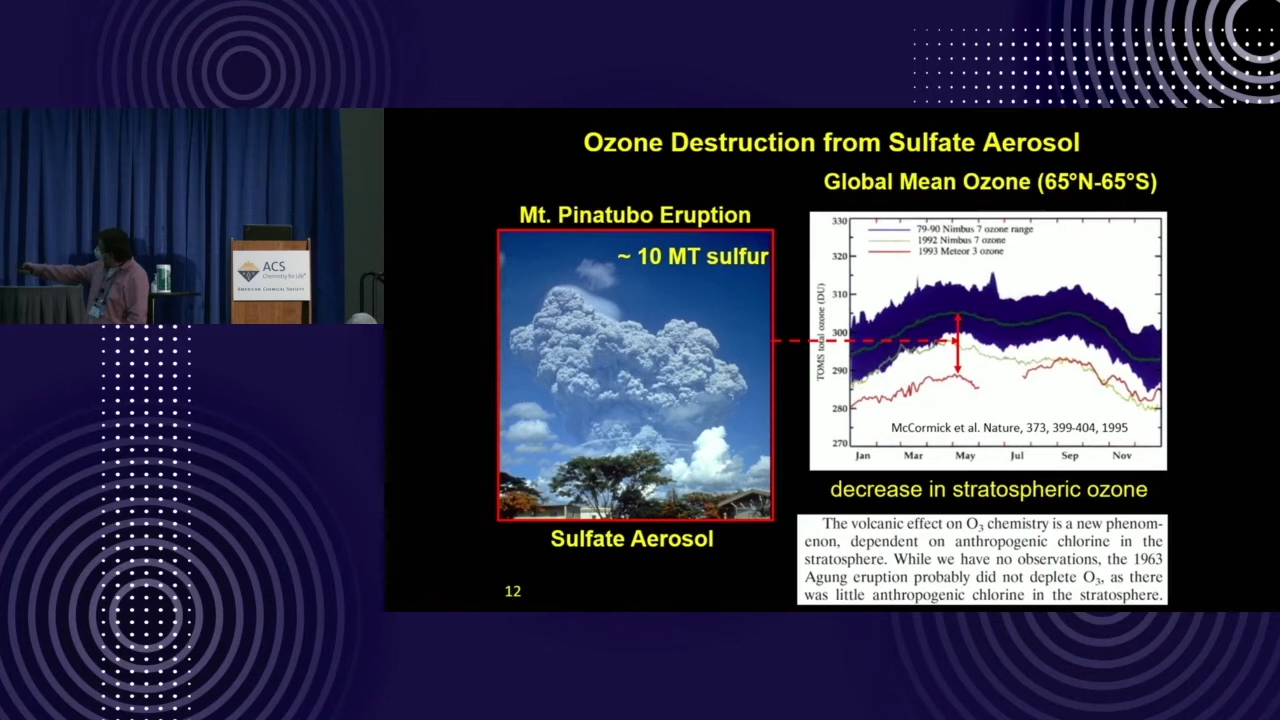 Ozone Destruction from Sulfate Aerosol
Global Mean Ozone (65°N-65°S)
Mt. Pinatubo Eruption
~ 10 MT sulfur
330
320
310
300
290
280
270
TOMS total ozone (DU)
79-90 Nimbus 7 ozone range
1992 Nimbus 7 ozone
1993 Meteor 3 ozone
McCormick et al. Nature, 373, 399-404, 1995
Jan Mar May Jul Sep Nov
decrease in stratospheric ozone
Sulfate Aerosol
The volcanic effect on O₃ chemistry is a new phenom-
enon, dependent on anthropogenic chlorine in the
stratosphere. While we have no observations, the 1963
Agung eruption probably did not deplete O₃, as there
was little anthropogenic chlorine in the stratosphere.
12
ACS
Chemistry for Life®
AMERICAN CHEMICAL SOCIETY